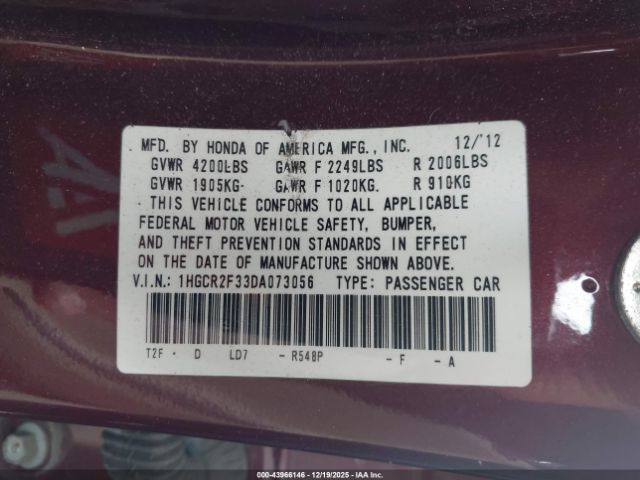 MFD. BY HONDA OF AMERICA MFG., INC. 12/'12
GVWR 4200LBS GAWR F 2249LBS R 2006LBS
GVWR 1905KG GAWR F 1020KG. R 910KG
THIS VEHICLE CONFORMS TO ALL APPLICABLE
FEDERAL MOTOR VEHICLE SAFETY, BUMPER,
AND THEFT PREVENTION STANDARDS IN EFFECT
ON THE DATE OF MANUFACTURE SHOWN ABOVE.
V.I.N.: 1HGCR2F33DA073056 TYPE: PASSENGER CAR
T2F - D LD7 - R548P - F - A
000-43966146 - 12/19/2025 - IAA Inc.